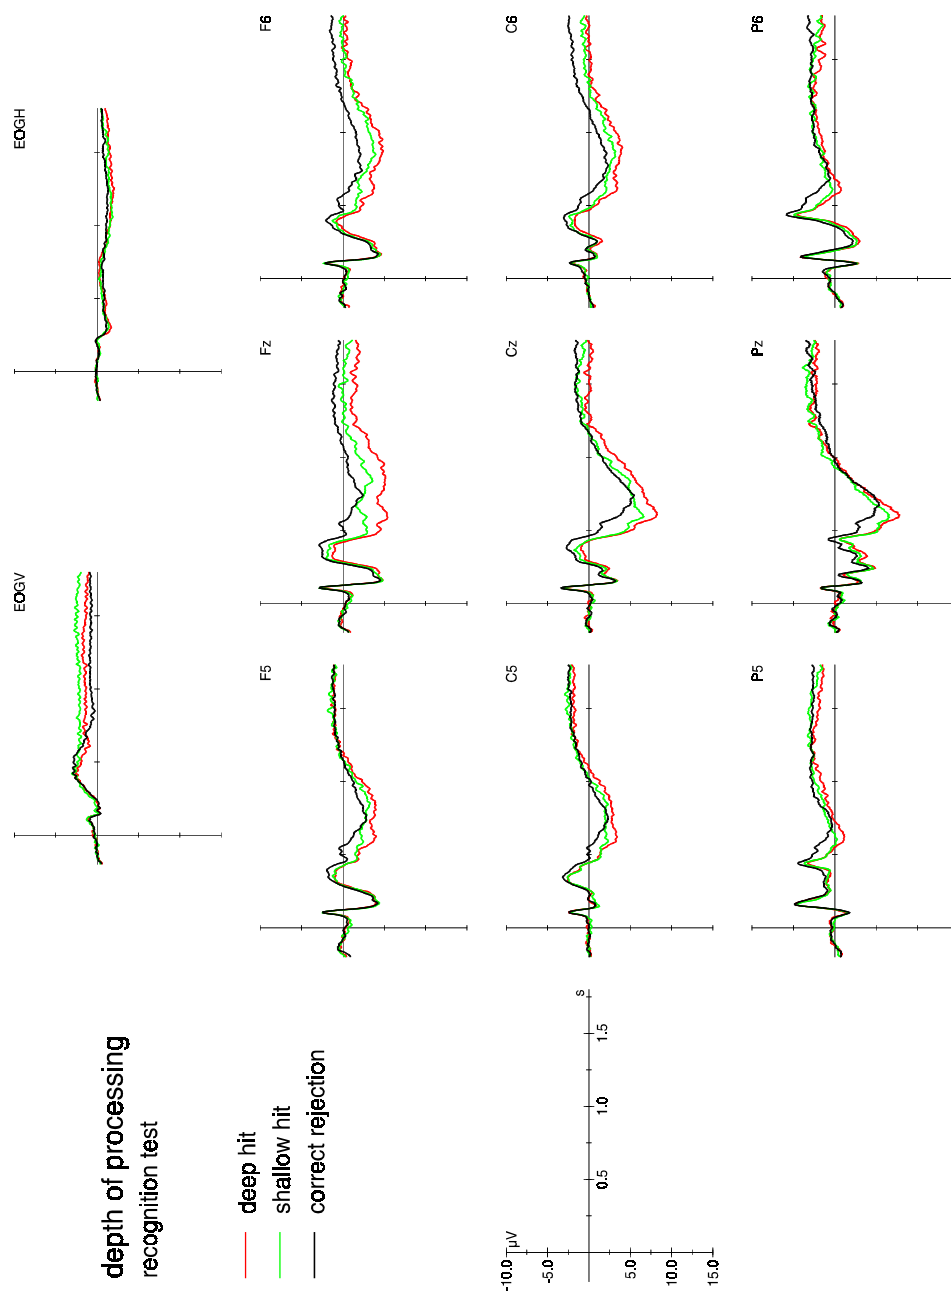 depth of processing
recognition test
deep hit
shallow hit
correct rejection
EOGV
EOGH
F5
Fz
F6
C5
Cz
C6
P5
Pz
P6
µV
-10.0
-5.0
5.0
10.0
15.0
0.5
1.0
1.5
s